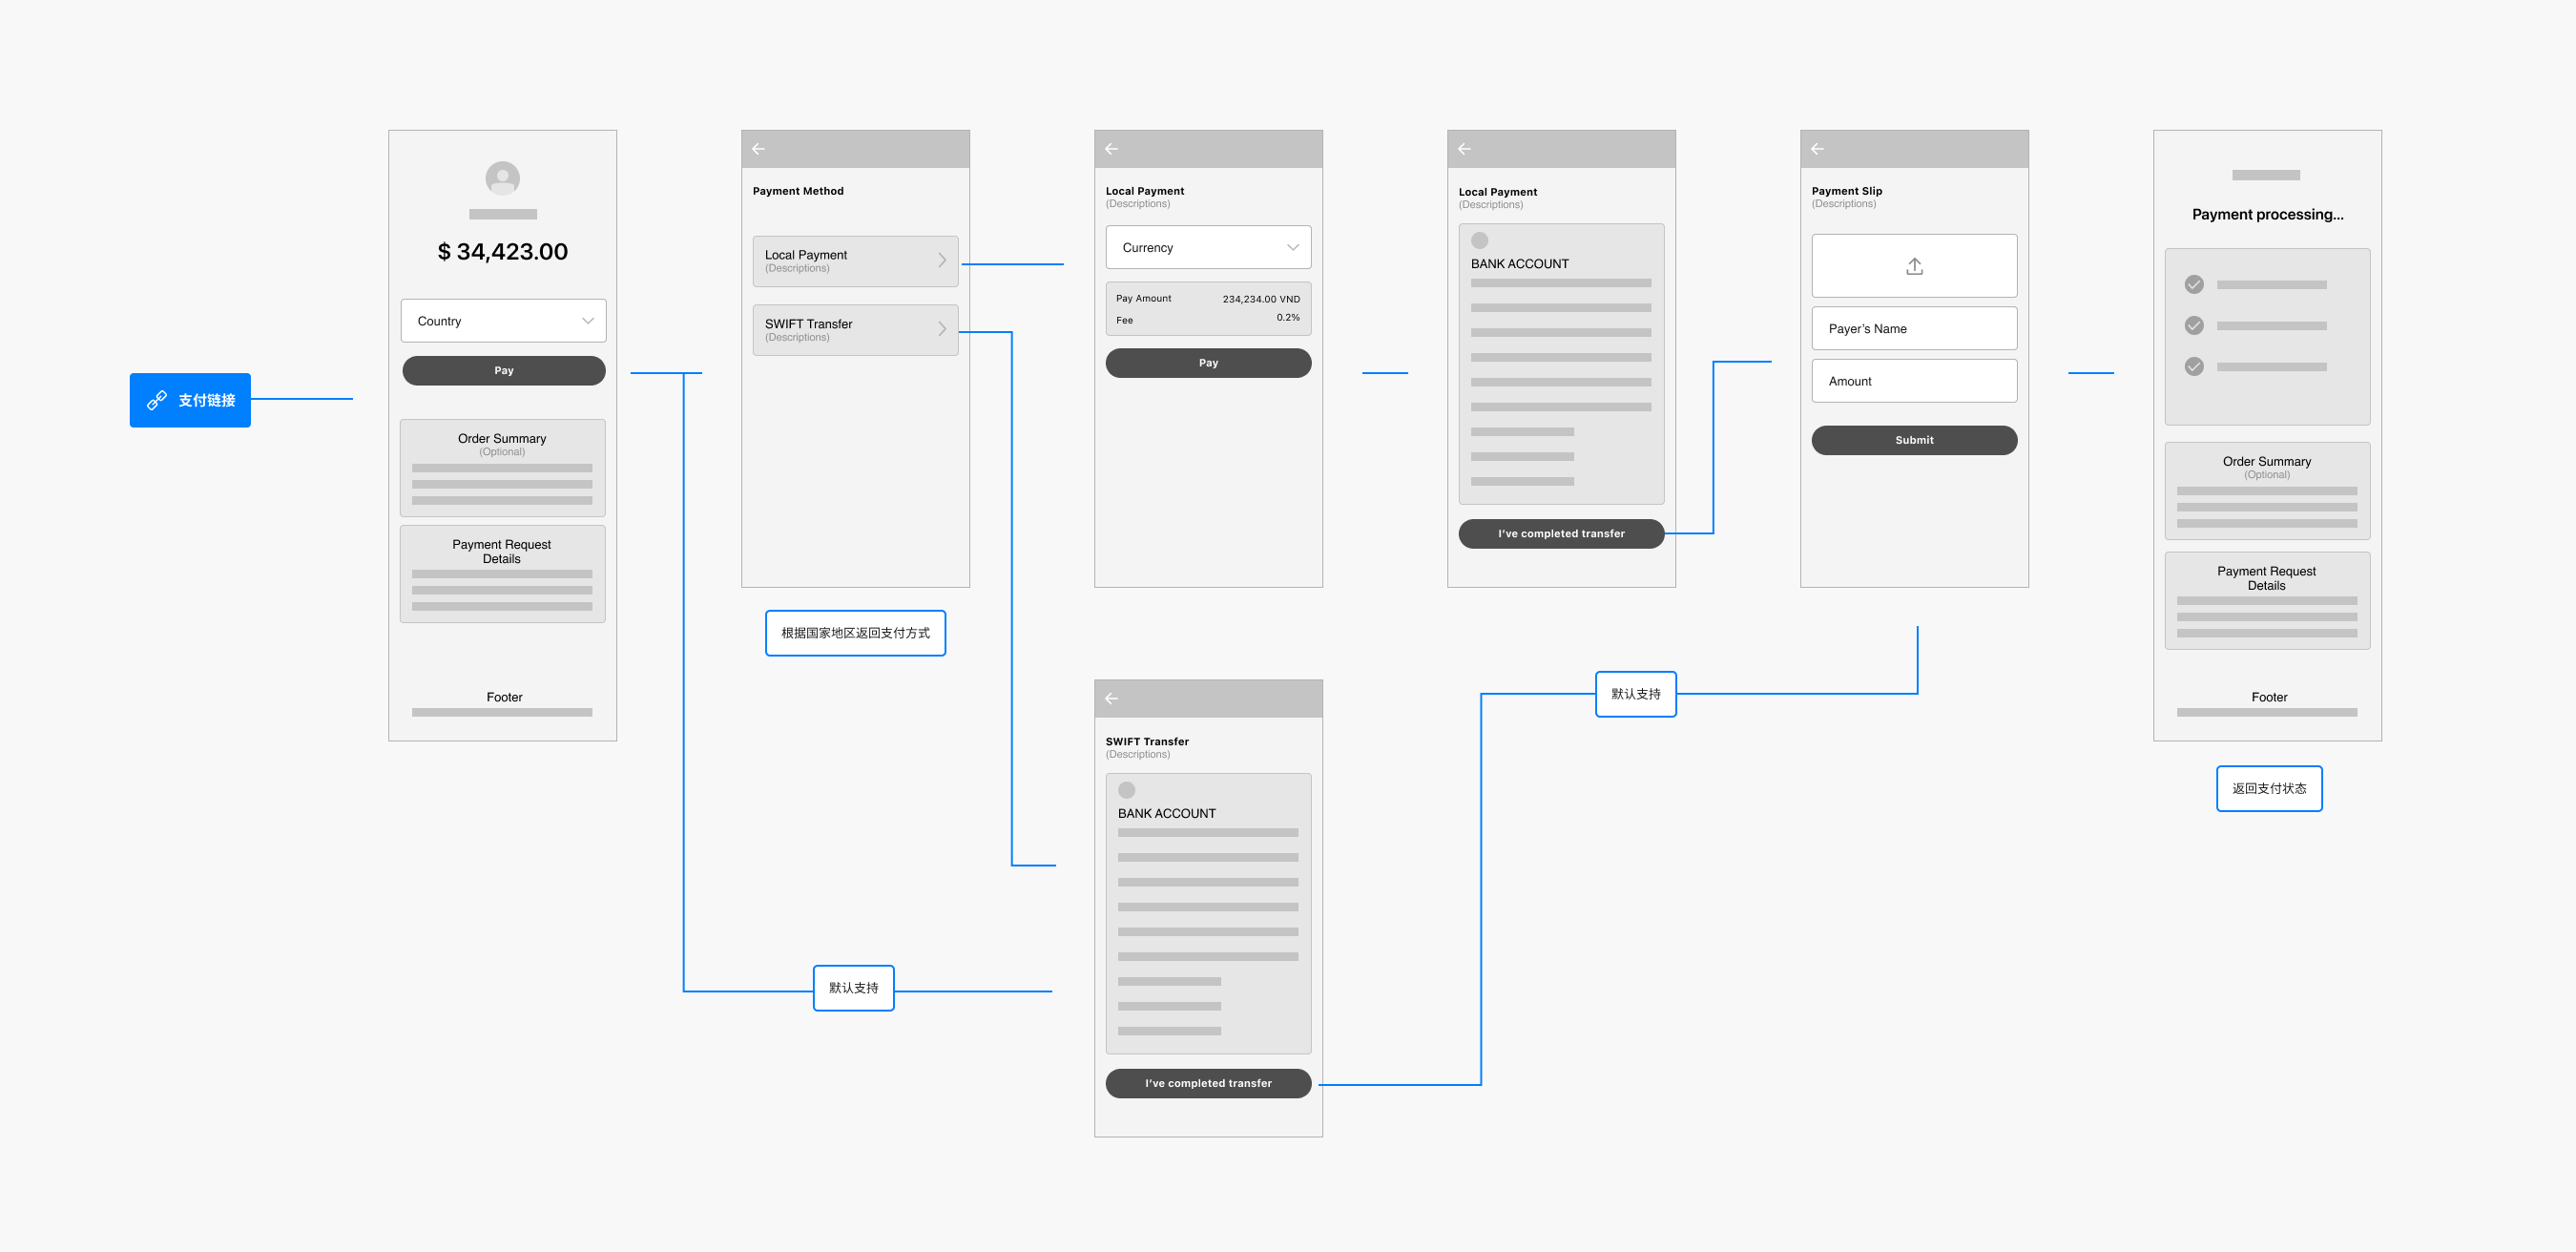 支付链接
$ 34,423.00
Country
Pay
Order Summary
(Optional)
Payment Request
Details
Footer
Payment Method
Local Payment
(Descriptions)
SWIFT Transfer
(Descriptions)
根据国家地区返回支付方式
默认支持
Local Payment
(Descriptions)
Currency
Pay Amount 234,234.00 VND
Fee 0.2%
Pay
SWIFT Transfer
(Descriptions)
BANK ACCOUNT
I've completed transfer
Local Payment
(Descriptions)
BANK ACCOUNT
I've completed transfer
默认支持
Payment Slip
(Descriptions)
Payer's Name
Amount
Submit
Payment processing...
Order Summary
(Optional)
Payment Request
Details
Footer
返回支付状态